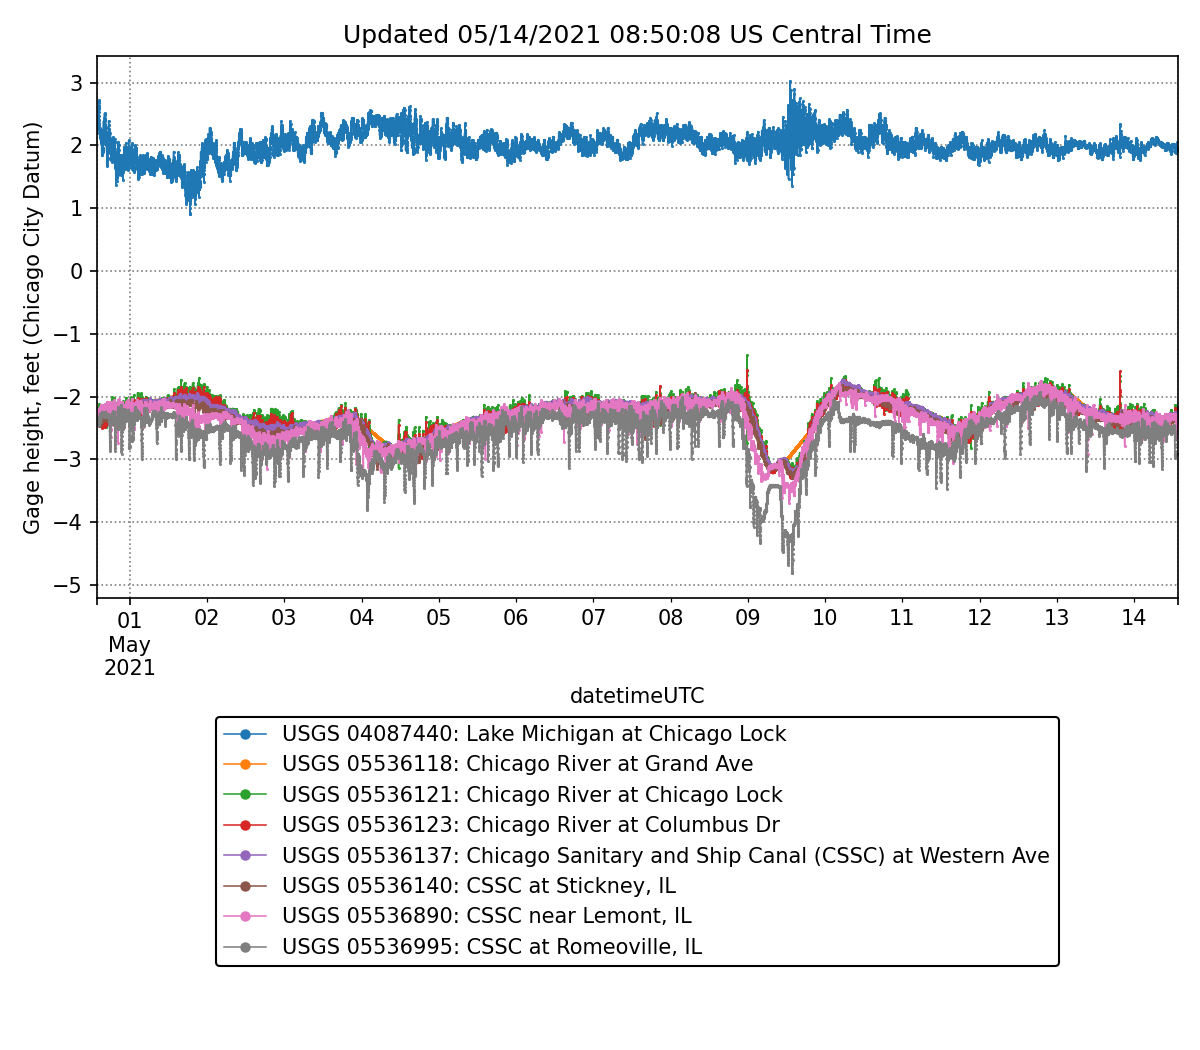 Updated 05/14/2021 08:50:08 US Central Time
Gage height, feet (Chicago City Datum)
3
2
1
0
−1
−2
−3
−4
−5
01 02 03 04 05 06 07 08 09 10 11 12 13 14
May
2021
datetimeUTC
USGS 04087440: Lake Michigan at Chicago Lock
USGS 05536118: Chicago River at Grand Ave
USGS 05536121: Chicago River at Chicago Lock
USGS 05536123: Chicago River at Columbus Dr
USGS 05536137: Chicago Sanitary and Ship Canal (CSSC) at Western Ave
USGS 05536140: CSSC at Stickney, IL
USGS 05536890: CSSC near Lemont, IL
USGS 05536995: CSSC at Romeoville, IL